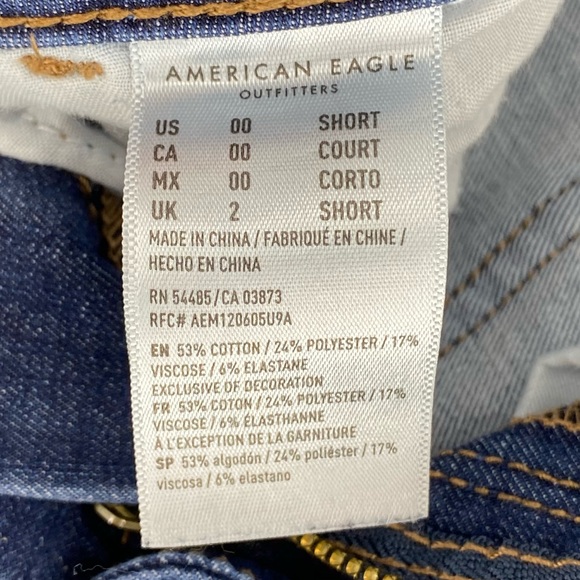 AMERICAN EAGLE
OUTFITTERS
US 00 SHORT
CA 00 COURT
MX 00 CORTO
UK 2 SHORT
MADE IN CHINA / FABRIQUÉ EN CHINE /
HECHO EN CHINA
RN 54485 / CA 03873
RFC# AEM120605U9A
EN 53% COTTON / 24% POLYESTER / 17%
VISCOSE / 6% ELASTANE
EXCLUSIVE OF DECORATION
FR 53% COTON / 24% POLYESTER / 17%
VISCOSE / 6% ELASTHANNE
À L'EXCEPTION DE LA GARNITURE
SP 53% algodón / 24% poliéster / 17%
viscosa / 6% elastano